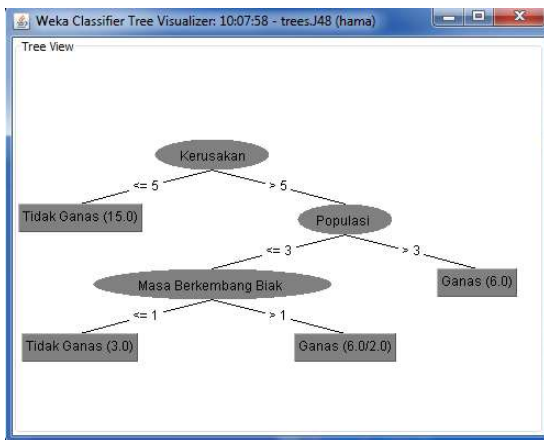 Weka Classifier Tree Visualizer: 10:07:58 - trees.J48 (hama)
Tree View
Kerusakan
<= 5
> 5
Tidak Ganas (15.0)
Populasi
<= 3
> 3
Masa Berkembang Biak
Ganas (6.0)
<= 1
> 1
Tidak Ganas (3.0)
Ganas (6.0/2.0)